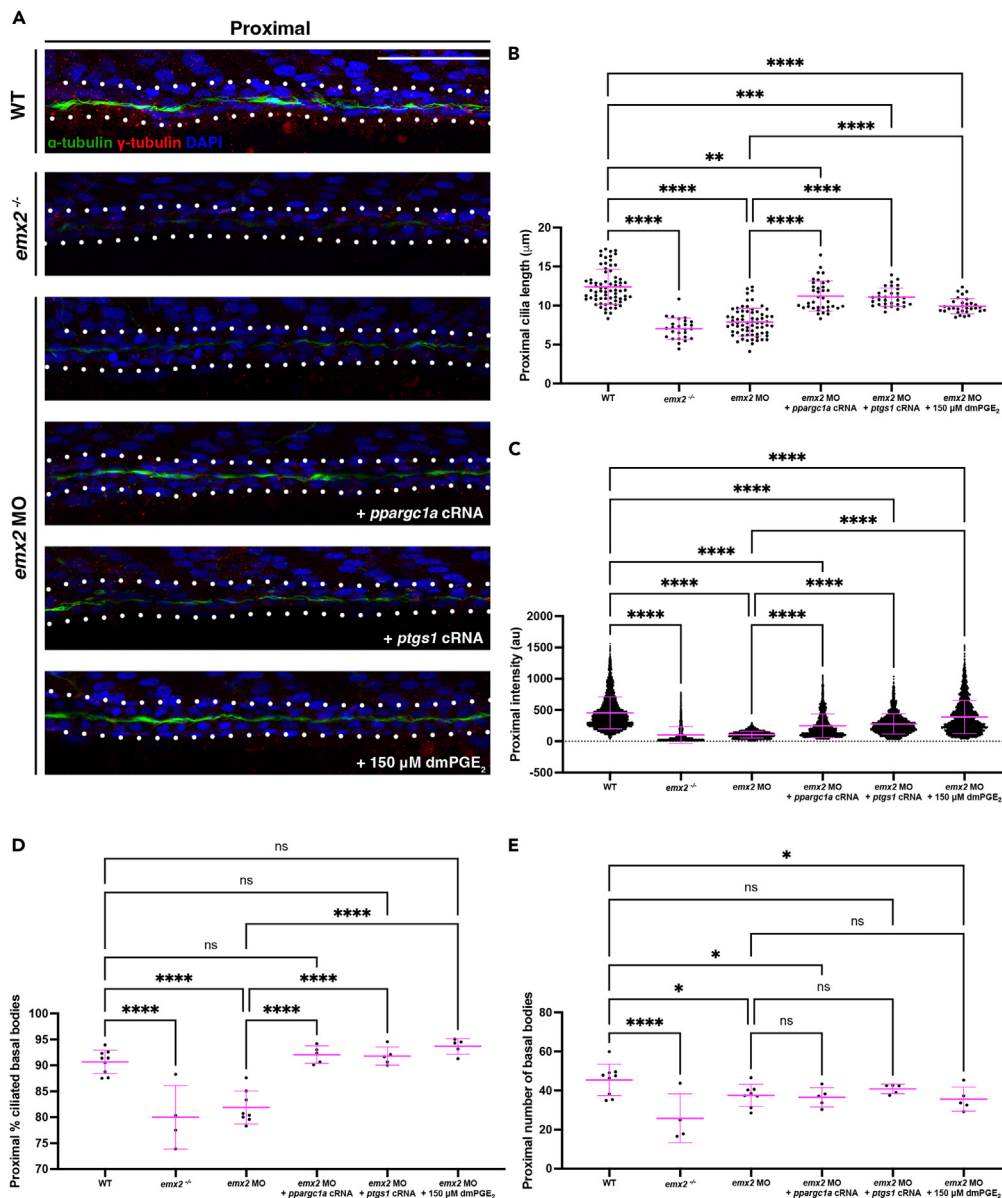 A
Proximal
WT
α-tubulin γ-tubulin DAPI
emx2 -/-
emx2 MO
+ ppargc1a cRNA
+ ptgs1 cRNA
+ 150 µM dmPGE2
B
****
***
****
**
****
****
****
****
Proximal cilia length (µm)
20
15
10
5
0
WT
emx2 -/-
emx2 MO
emx2 MO + ppargc1a cRNA
emx2 MO + ptgs1 cRNA
emx2 MO + 150 µM dmPGE2
C
****
****
****
****
****
****
****
****
Proximal intensity (au)
2000
1500
1000
500
0
-500
WT
emx2 -/-
emx2 MO
emx2 MO + ppargc1a cRNA
emx2 MO + ptgs1 cRNA
emx2 MO + 150 µM dmPGE2
D
ns
ns
****
ns
****
****
****
****
Proximal % ciliated basal bodies
100
95
90
85
80
75
70
WT
emx2 -/-
emx2 MO
emx2 MO + ppargc1a cRNA
emx2 MO + ptgs1 cRNA
emx2 MO + 150 µM dmPGE2
E
*
ns
ns
*
*
ns
****
ns
Proximal number of basal bodies
80
60
40
20
0
WT
emx2 -/-
emx2 MO
emx2 MO + ppargc1a cRNA
emx2 MO + ptgs1 cRNA
emx2 MO + 150 µM dmPGE2